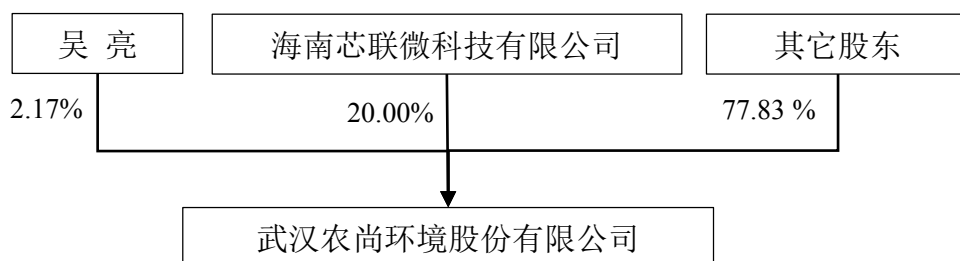 吴 亮
海南芯联微科技有限公司
其它股东
2.17%
20.00%
77.83 %
武汉农尚环境股份有限公司